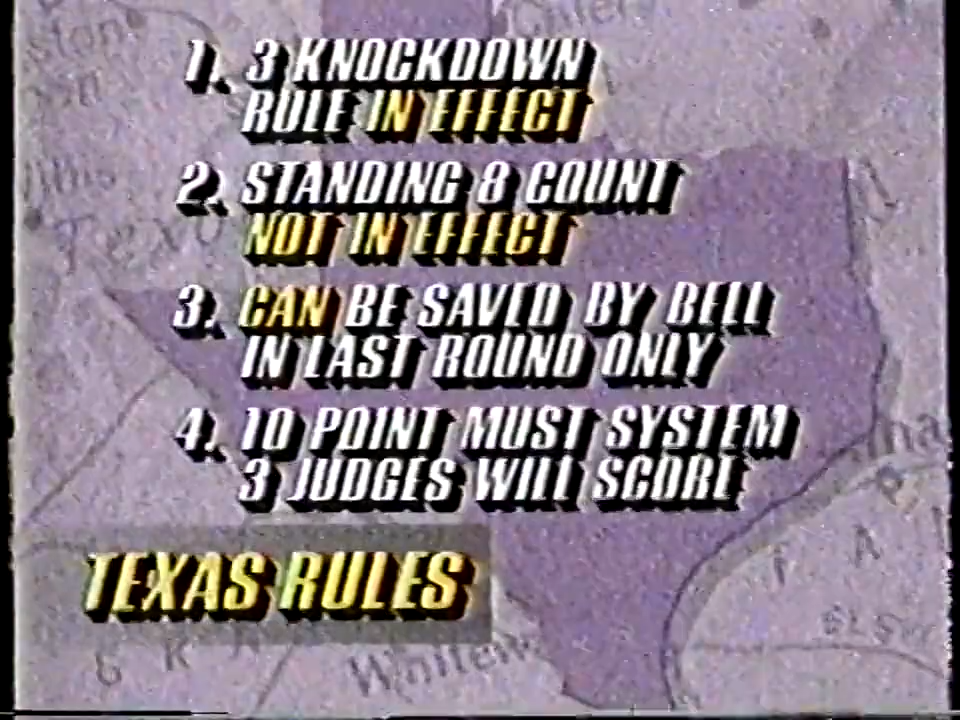 1. 3 KNOCKDOWN
RULE IN EFFECT
2. STANDING 8 COUNT
NOT IN EFFECT
3. CAN BE SAVED BY BELL
IN LAST ROUND ONLY
4. 10 POINT MUST SYSTEM
3 JUDGES WILL SCORE
TEXAS RULES